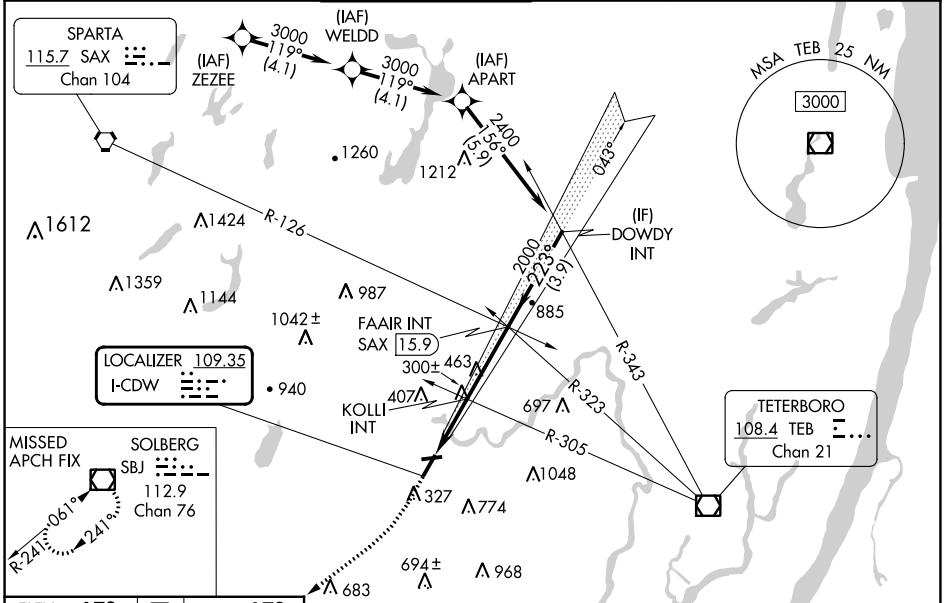 SPARTA
115.7 SAX
Chan 104
(IAF)
ZEZEE
3000
119°
(4.1)
(IAF)
WELDD
3000
119°
(4.1)
(IAF)
APART
2400
156°
(5.9)
MSA TEB 25 NM
3000
1260
1212
043°
1612
1424
R-126
(IF)
DOWDY
INT
2000
223°
(3.9)
1359
1144
987
885
1042±
FAAIR INT
SAX 15.9
R-343
LOCALIZER 109.35
I-CDW
940
300±
463
407
KOLLI
INT
697
R-323
R-305
TETERBORO
108.4 TEB
Chan 21
MISSED
APCH FIX
SOLBERG
SBJ
112.9
Chan 76
061°
241°
R-241
327
774
1048
683
694±
968